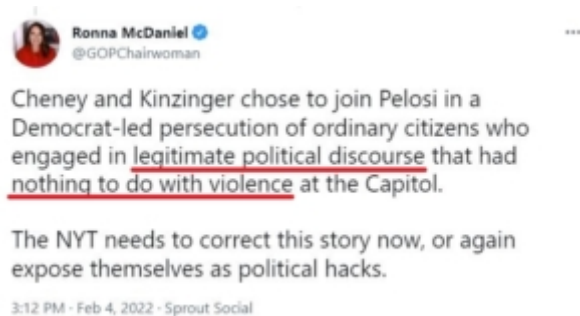 Ronna McDaniel
@GOPChairwoman
Cheney and Kinzinger chose to join Pelosi in a
Democrat-led persecution of ordinary citizens who
engaged in legitimate political discourse that had
nothing to do with violence at the Capitol.
The NYT needs to correct this story now, or again
expose themselves as political hacks.
3:12 PM · Feb 4, 2022 · Sprout Social